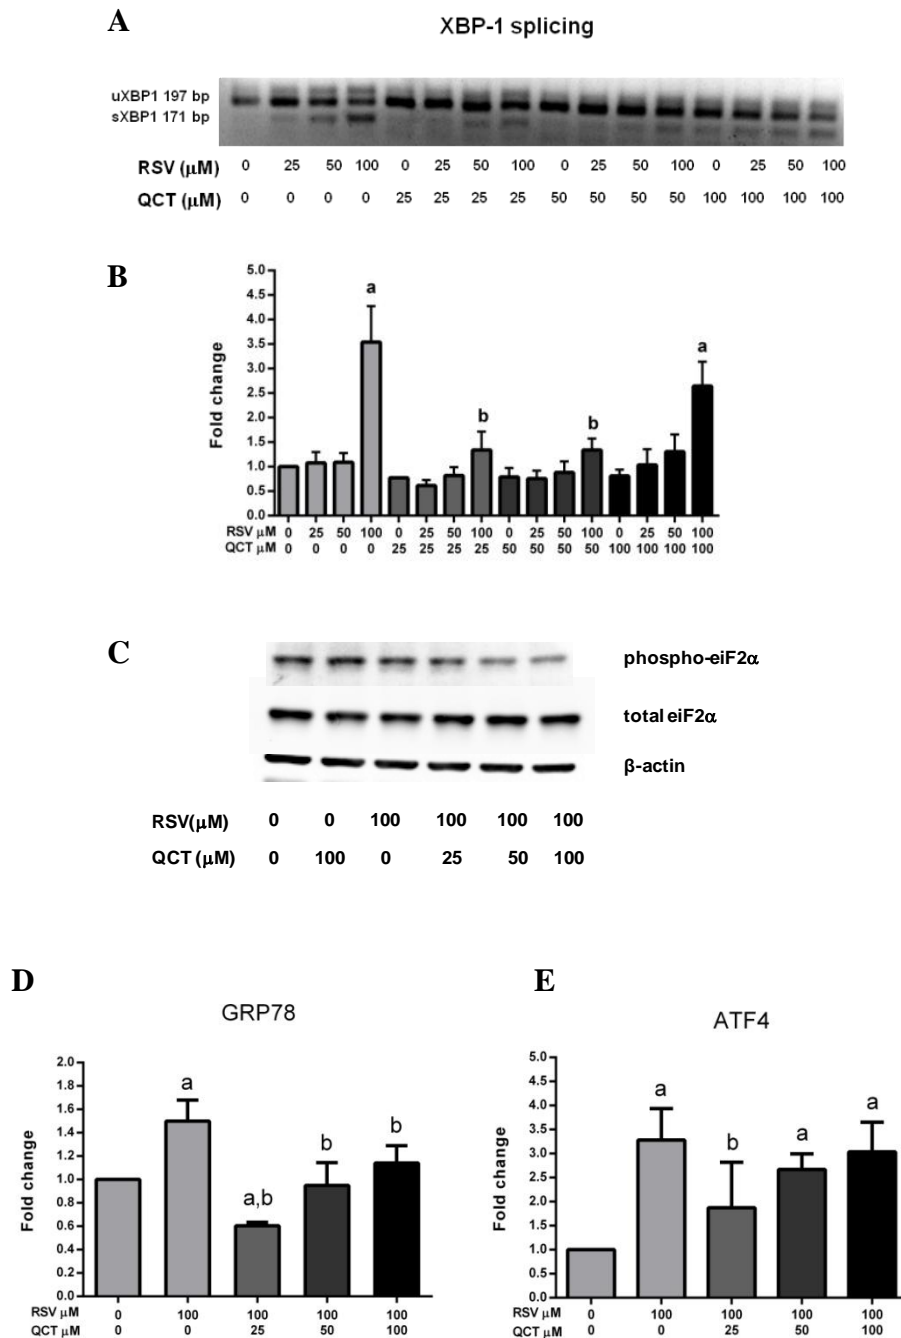 A
XBP-1 splicing
uXBP1 197 bp
sXBP1 171 bp
RSV (μM) 0 25 50 100 0 25 50 100 0 25 50 100 0 25 50 100
QCT (μM) 0 0 0 0 25 25 25 25 50 50 50 50 100 100 100 100
B
Fold change
5.0
4.5
4.0
3.5
3.0
2.5
2.0
1.5
1.0
0.5
0.0
a
b
b
a
RSV μM 0 25 50 100 0 25 50 100 0 25 50 100 0 25 50 100
QCT μM 0 0 0 0 25 25 25 25 50 50 50 50 100 100 100 100
C
phospho-eiF2α
total eiF2α
β-actin
RSV(μM) 0 0 100 100 100 100
QCT (μM) 0 100 0 25 50 100
D
GRP78
Fold change
2.0
1.8
1.6
1.4
1.2
1.0
0.8
0.6
0.4
0.2
0.0
a
a,b
b
b
RSV μM 0 100 100 100 100
QCT μM 0 0 25 50 100
E
ATF4
Fold change
5.0
4.5
4.0
3.5
3.0
2.5
2.0
1.5
1.0
0.5
0.0
a
b
a
a
RSV μM 0 100 100 100 100
QCT μM 0 0 25 50 100